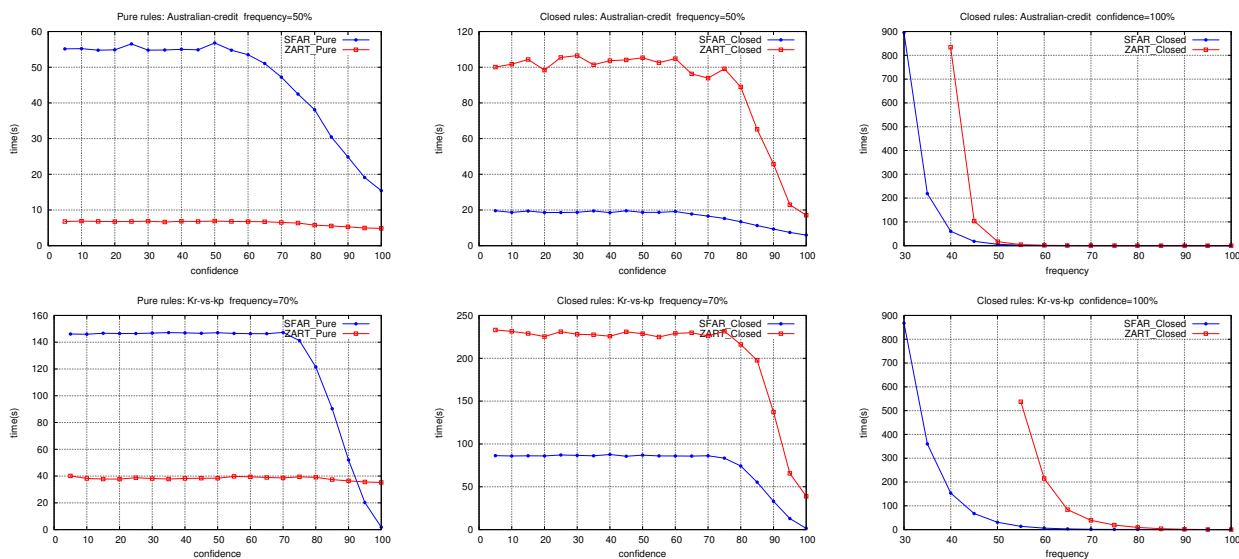 Pure rules: Australian-credit frequency=50%
60
50
40
30
20
10
0
time(s)
SFAR_Pure
ZART_Pure
0 10 20 30 40 50 60 70 80 90 100
confidence
Closed rules: Australian-credit frequency=50%
120
100
80
60
40
20
0
time(s)
SFAR_Closed
ZART_Closed
0 10 20 30 40 50 60 70 80 90 100
confidence
Closed rules: Australian-credit confidence=100%
900
800
700
600
500
400
300
200
100
0
time(s)
SFAR_Closed
ZART_Closed
30 40 50 60 70 80 90 100
frequency
Pure rules: Kr-vs-kp frequency=70%
160
140
120
100
80
60
40
20
0
time(s)
SFAR_Pure
ZART_Pure
0 10 20 30 40 50 60 70 80 90 100
confidence
Closed rules: Kr-vs-kp frequency=70%
250
200
150
100
50
0
time(s)
SFAR_Closed
ZART_Closed
0 10 20 30 40 50 60 70 80 90 100
confidence
Closed rules: Kr-vs-kp confidence=100%
900
800
700
600
500
400
300
200
100
0
time(s)
SFAR_Closed
ZART_Closed
30 40 50 60 70 80 90 100
frequency